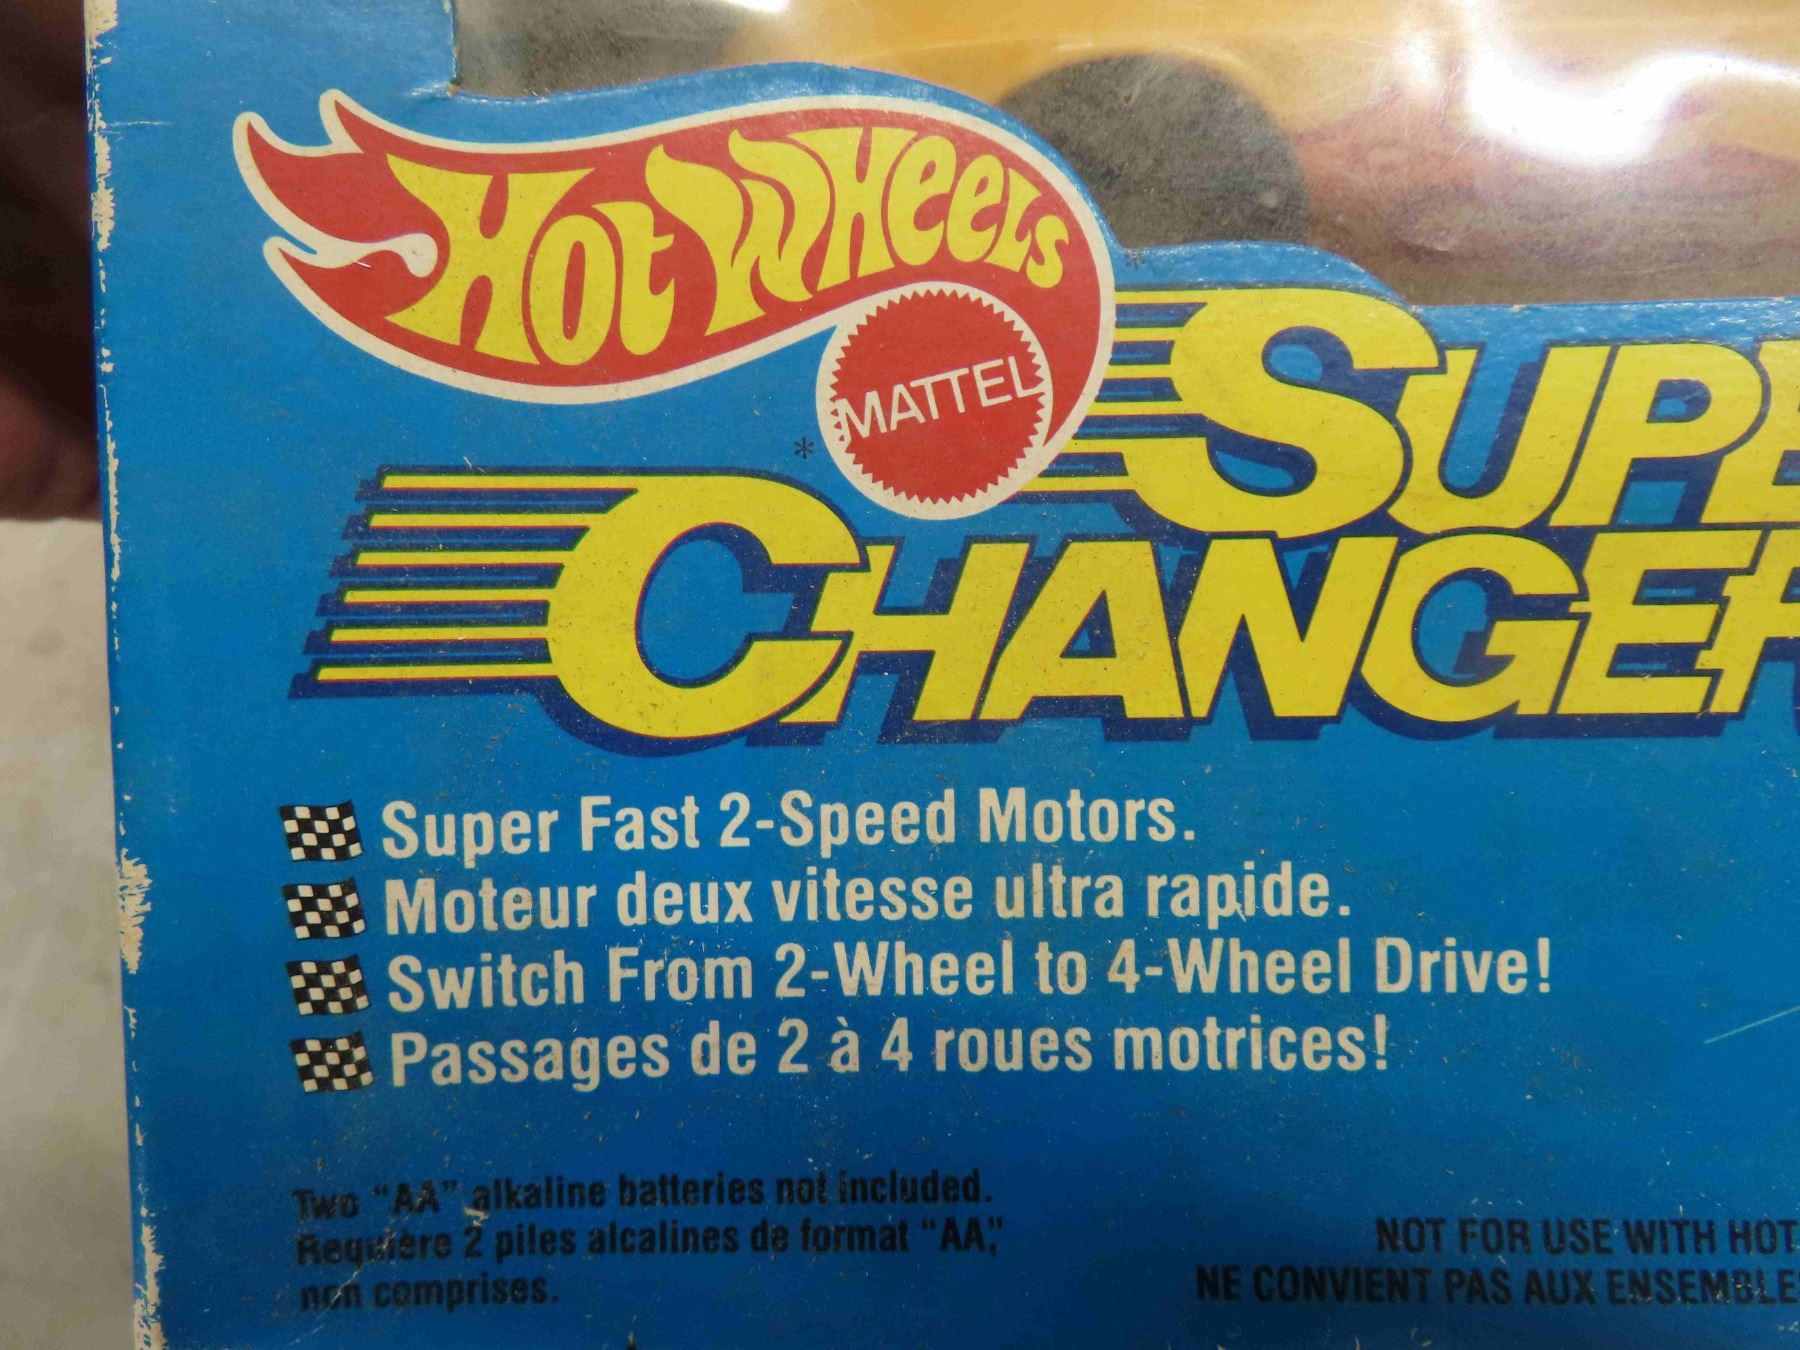 Hot Wheels
MATTEL
*
SUPE
CHANGER
Super Fast 2-Speed Motors.
Moteur deux vitesse ultra rapide.
Switch From 2-Wheel to 4-Wheel Drive!
Passages de 2 à 4 roues motrices!
Two "AA" alkaline batteries not included.
Requière 2 piles alcalines de format "AA,"
non comprises.
NOT FOR USE WITH HOT
NE CONVIENT PAS AUX ENSEMBLE